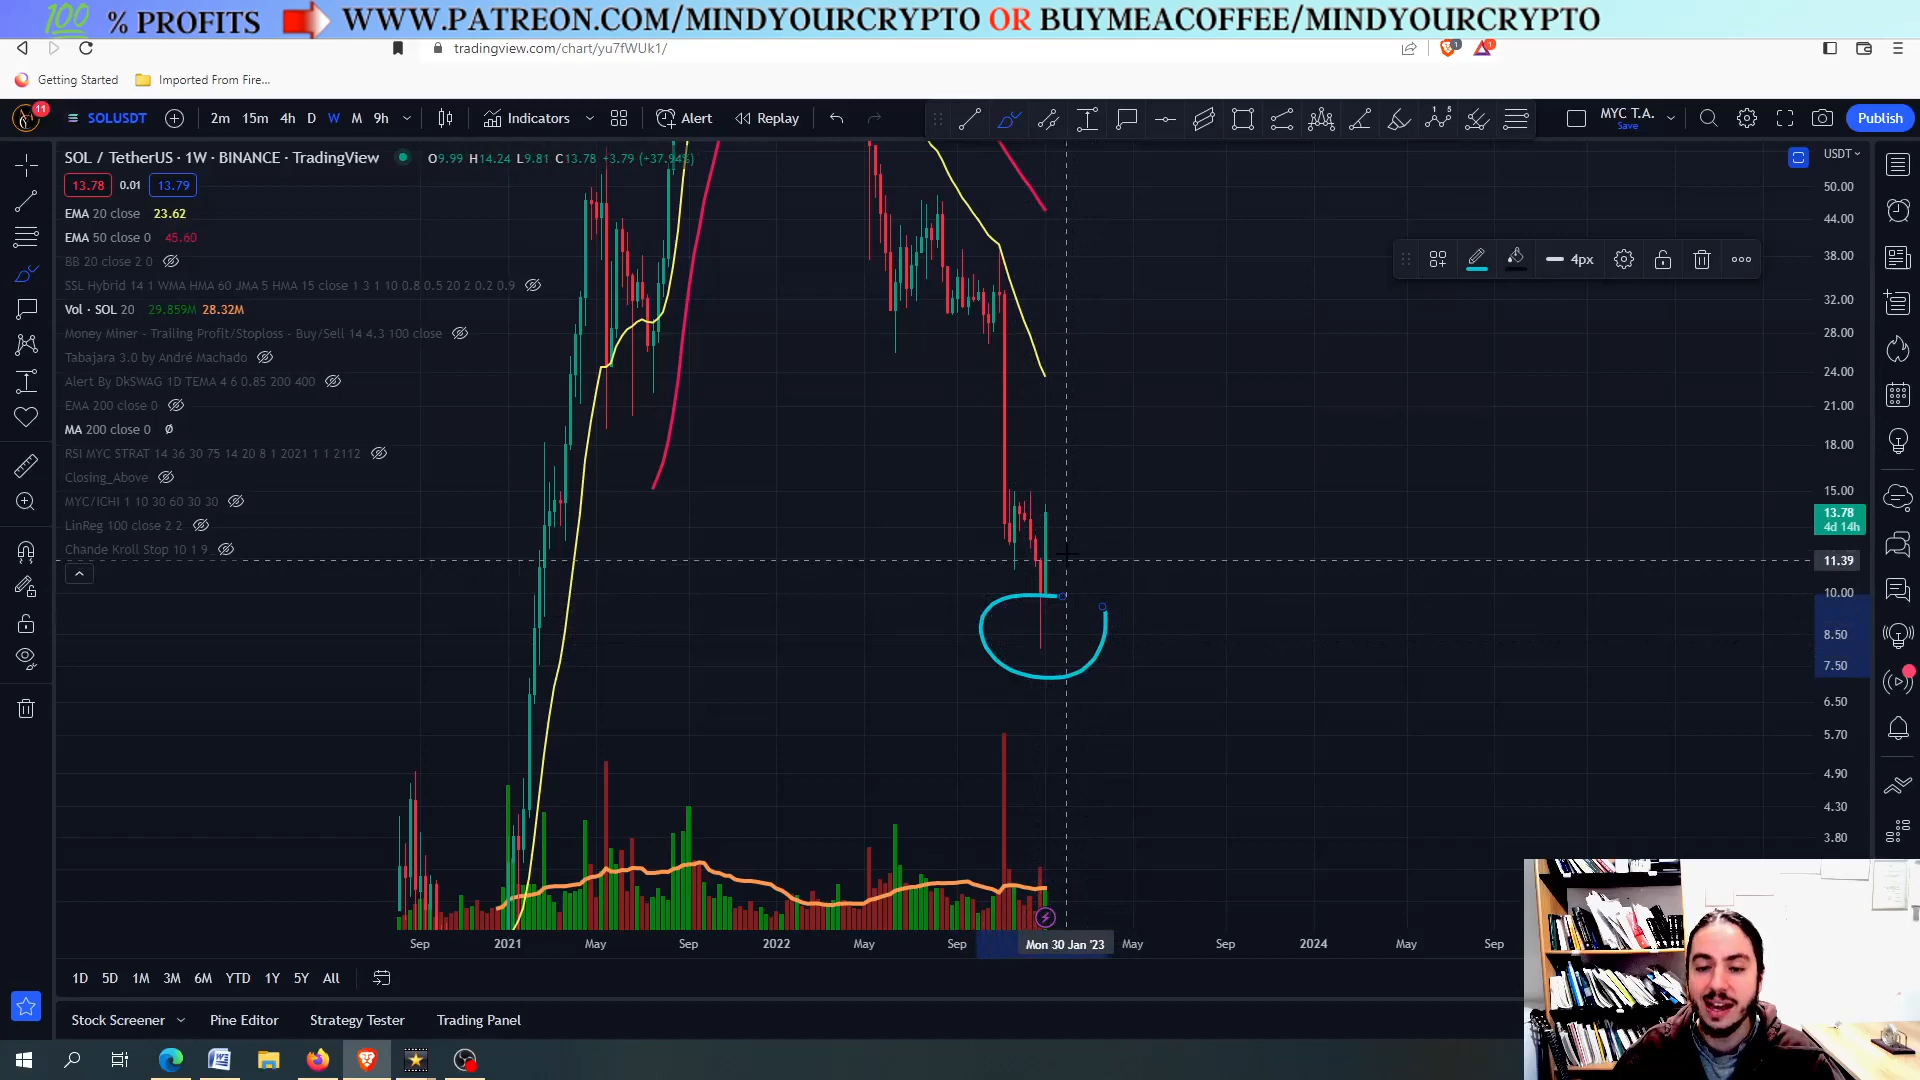 💯 % PROFITS ➡ WWW.PATREON.COM/MINDYOURCRYPTO OR BUYMEACOFFEE/MINDYOURCRYPTO
tradingview.com/chart/yu7fWUk1/
Getting Started
Imported From Fire...
11
SOLUSDT
2m 15m 4h D W M 9h
Indicators
Alert
Replay
MYC T.A.
Save
Publish
SOL / TetherUS · 1W · BINANCE · TradingView
O9.99 H14.24 L9.81 C13.78 +3.79 (+37.94%)
USDT
13.78 0.01 13.79
EMA 20 close 23.62
EMA 50 close 0 45.60
BB 20 close 2 0
SSL Hybrid 14 1 WMA HMA 60 JMA 5 HMA 15 close 1 3 1 10 0.8 0.5 20 2 0.2 0.9
Vol · SOL 20 29.859M 28.32M
Money Miner - Trailing Profit/Stoploss - Buy/Sell 14 4.3 100 close
Tabajara 3.0 by André Machado
Alert By DkSWAG 1D TEMA 4 6 0.85 200 400
EMA 200 close 0
MA 200 close 0 ∅
RSI MYC STRAT 14 36 30 75 14 20 8 1 2021 1 1 2112
Closing_Above
MYC/ICHI 1 10 30 60 30 30
LinReg 100 close 2 2
Chande Kroll Stop 10 1 9
4px
50.00
44.00
38.00
32.00
28.00
24.00
21.00
18.00
15.00
13.78
4d 14h
11.39
10.00
8.50
7.50
6.50
5.70
4.90
4.30
3.80
Sep 2021 May Sep 2022 May Sep Mon 30 Jan '23 May Sep 2024 May Sep
1D 5D 1M 3M 6M YTD 1Y 5Y All
Stock Screener Pine Editor Strategy Tester Trading Panel